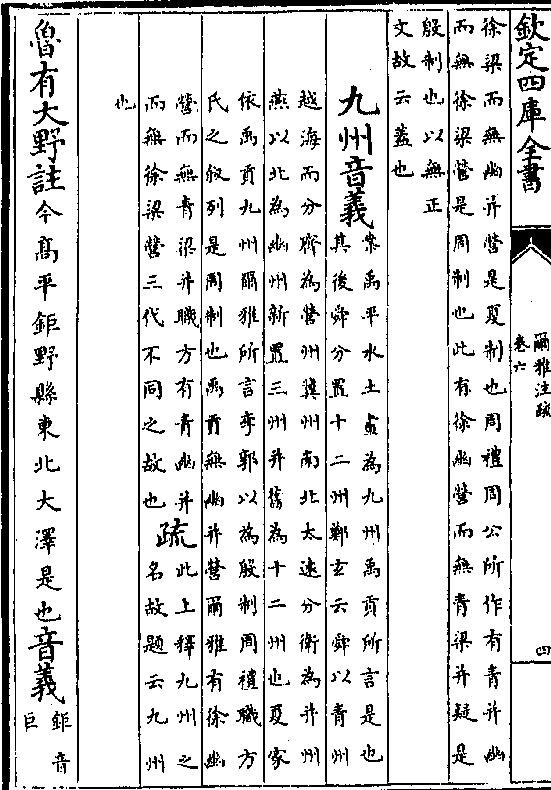 欽定四庫全書
爾雅注疏
卷六
四
徐梁而無幽并營是夏制也周禮周公所作有青并幽
而無徐梁營是周制也此有徐幽營而無青梁并疑是
殷制也以無正
文故云蓋也
九州音義
案禹平水土置為九州禹貢所言是也
其後舜分置十二州鄭玄云舜以青州
越海而分齊為營州冀州南北太遠分衛為并州
燕以北為幽州新置三州并舊為十二州也夏家
依禹貢九州爾雅所言李郭以為殷制周禮職方
氏之敘列是周制也禹貢無幽并營爾雅有徐幽
營而無青梁并職方有青幽并
而無徐梁營三代不同之故也
疏
此上釋九州之
名故題云九州
也
魯有大野註今高平鉅野縣東北大澤是也音義
鉅音
巨